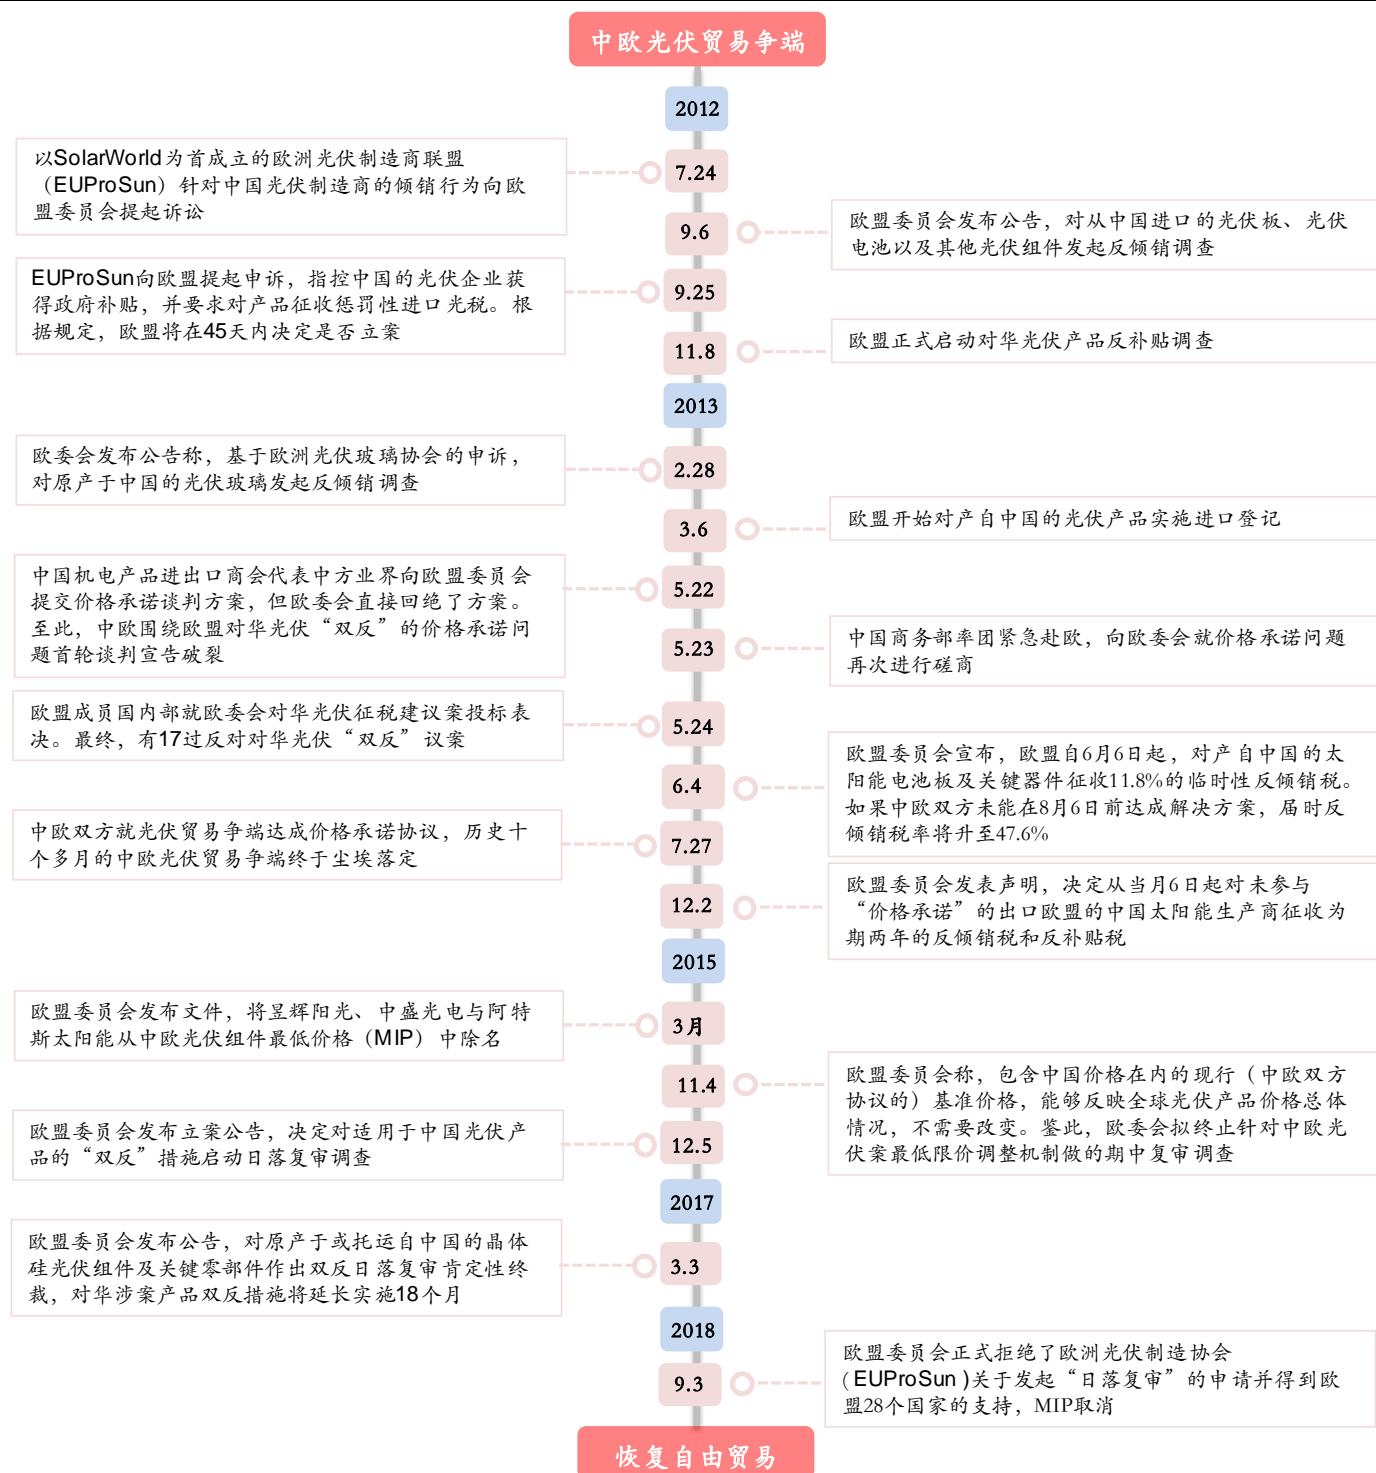 中欧光伏贸易争端
2012
7.24
以SolarWorld为首成立的欧洲光伏制造商联盟
（EUProSun）针对中国光伏制造商的倾销行为向欧
盟委员会提起诉讼
9.6
欧盟委员会发布公告，对从中国进口的光伏板、光伏
电池以及其他光伏组件发起反倾销调查
9.25
EUProSun向欧盟提起申诉，指控中国的光伏企业获
得政府补贴，并要求对产品征收惩罚性进口光税。根
据规定，欧盟将在45天内决定是否立案
11.8
欧盟正式启动对华光伏产品反补贴调查
2013
2.28
欧委会发布公告称，基于欧洲光伏玻璃协会的申诉，
对原产于中国的光伏玻璃发起反倾销调查
3.6
欧盟开始对产自中国的光伏产品实施进口登记
5.22
中国机电产品进出口商会代表中方业界向欧盟委员会
提交价格承诺谈判方案，但欧委会直接回绝了方案。
至此，中欧围绕欧盟对华光伏“双反”的价格承诺问
题首轮谈判宣告破裂
5.23
中国商务部率团紧急赴欧，向欧委会就价格承诺问题
再次进行磋商
5.24
欧盟成员国内部就欧委会对华光伏征税建议案投标表
决。最终，有17过反对对华光伏“双反”议案
6.4
欧盟委员会宣布，欧盟自6月6日起，对产自中国的太
阳能电池板及关键器件征收11.8%的临时性反倾销税。
如果中欧双方未能在8月6日前达成解决方案，届时反
倾销税率将升至47.6%
7.27
中欧双方就光伏贸易争端达成价格承诺协议，历史十
个多月的中欧光伏贸易争端终于尘埃落定
12.2
欧盟委员会发表声明，决定从当月6日起对未参与
“价格承诺”的出口欧盟的中国太阳能生产商征收为
期两年的反倾销税和反补贴税
2015
3月
欧盟委员会发布文件，将昱辉阳光、中盛光电与阿特
斯太阳能从中欧光伏组件最低价格（MIP）中除名
11.4
欧盟委员会称，包含中国价格在内的现行（中欧双方
协议的）基准价格，能够反映全球光伏产品价格总体
情况，不需要改变。鉴此，欧委会拟终止针对中欧光
伏案最低限价调整机制做的期中复审调查
12.5
欧盟委员会发布立案公告，决定对适用于中国光伏产
品的“双反”措施启动日落复审调查
2017
3.3
欧盟委员会发布公告，对原产于或托运自中国的晶体
硅光伏组件及关键零部件作出双反日落复审肯定性终
裁，对华涉案产品双反措施将延长实施18个月
2018
9.3
欧盟委员会正式拒绝了欧洲光伏制造协会
(EUProSun )关于发起“日落复审”的申请并得到欧
盟28个国家的支持，MIP取消
恢复自由贸易